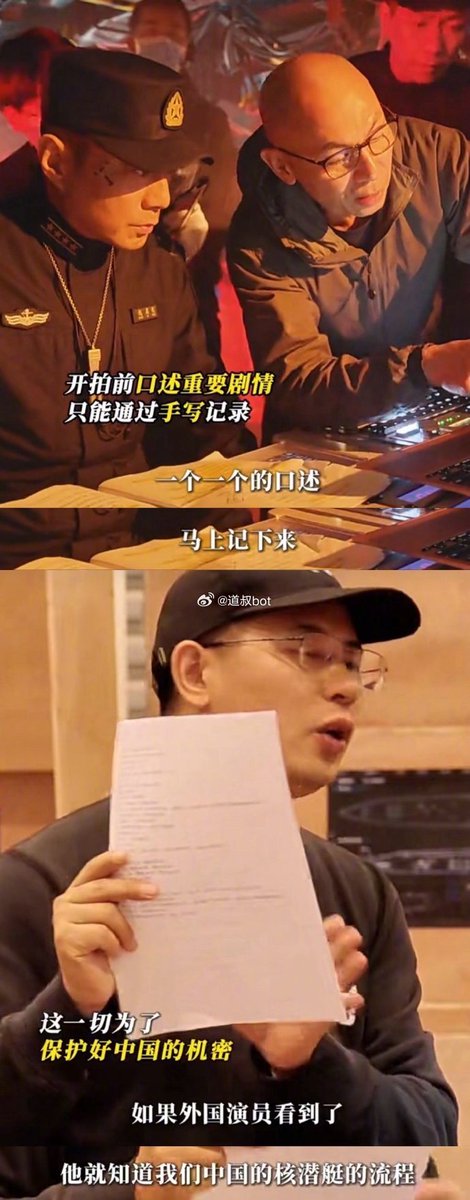 开拍前口述重要剧情
只能通过手写记录
一个一个的口述
马上记下来
@道叔bot
这一切为了
保护好中国的机密
如果外国演员看到了
他就知道我们中国的核潜艇的流程